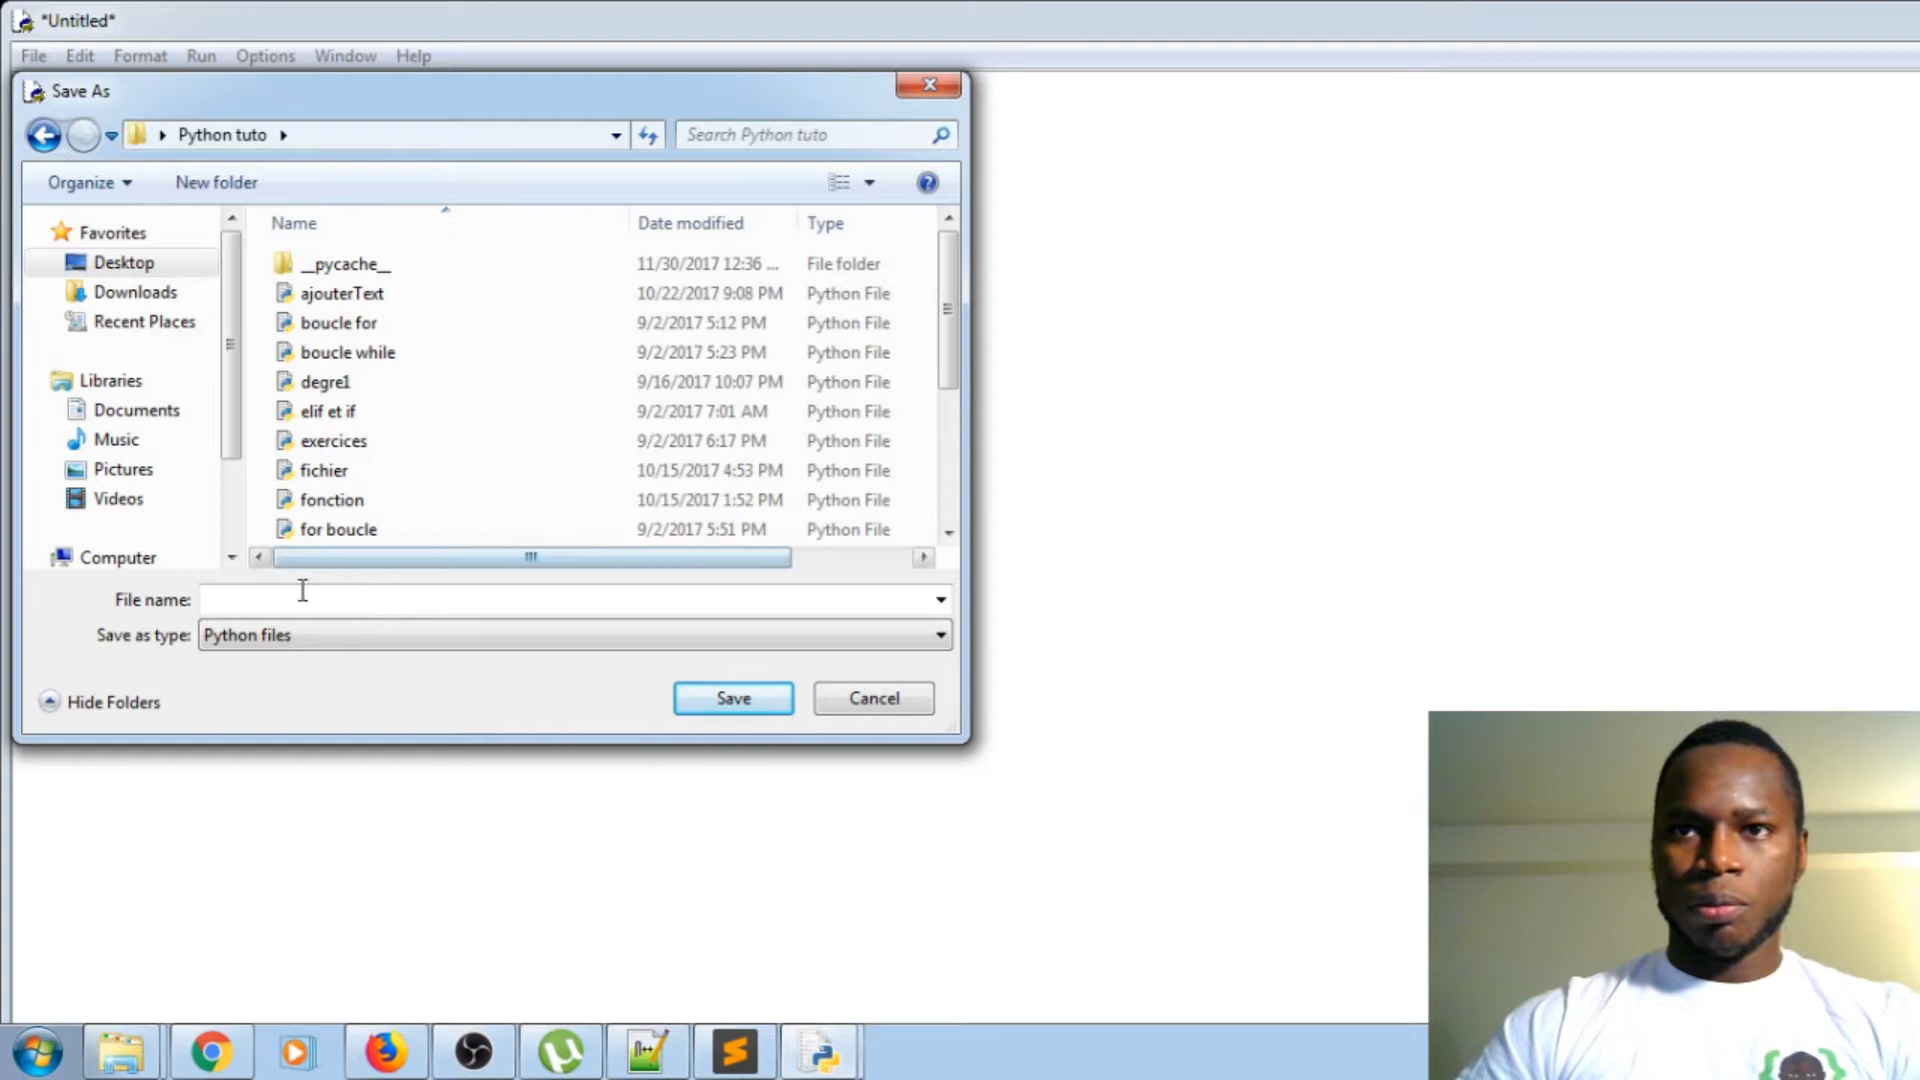 *Untitled*
File Edit Format Run Options Window Help
Save As
Python tuto
Search Python tuto
Organize New folder
Name Date modified Type
Favorites
Desktop
Downloads
Recent Places
Libraries
Documents
Music
Pictures
Videos
Computer
__pycache__ 11/30/2017 12:36 ... File folder
ajouterText 10/22/2017 9:08 PM Python File
boucle for 9/2/2017 5:12 PM Python File
boucle while 9/2/2017 5:23 PM Python File
degre1 9/16/2017 10:07 PM Python File
elif et if 9/2/2017 7:01 AM Python File
exercices 9/2/2017 6:17 PM Python File
fichier 10/15/2017 4:53 PM Python File
fonction 10/15/2017 1:52 PM Python File
for boucle 9/2/2017 5:51 PM Python File
File name:
Save as type: Python files
Hide Folders
Save Cancel